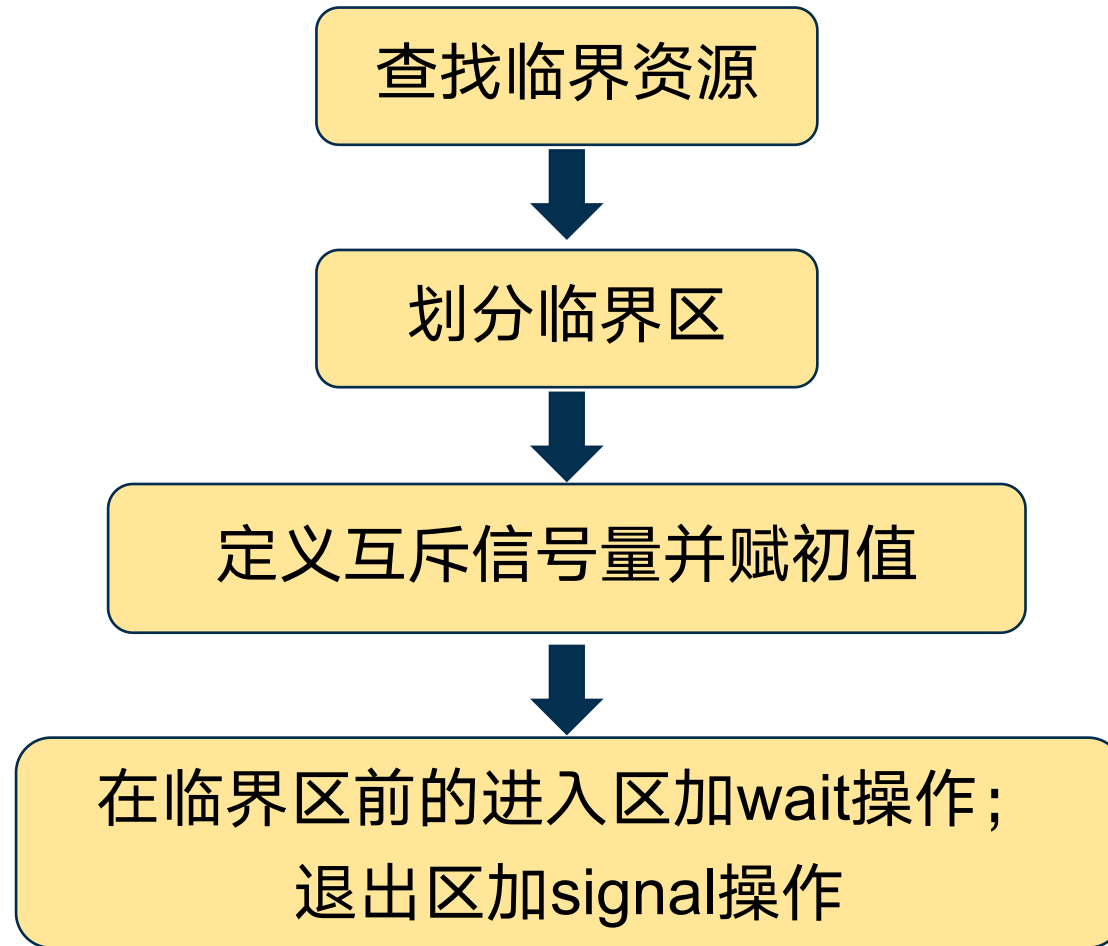 查找临界资源
划分临界区
定义互斥信号量并赋初值
在临界区前的进入区加wait操作；
退出区加signal操作